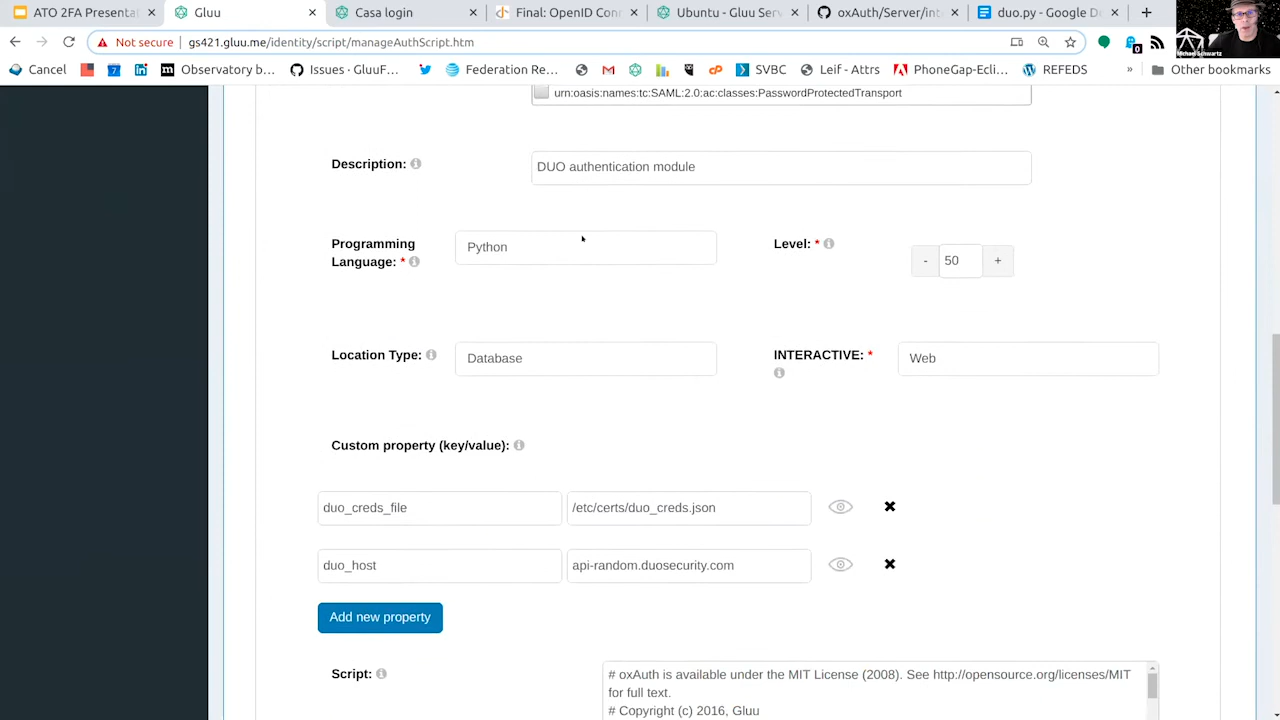 ATO 2FA Presentat
Gluu
Casa login
Final: OpenID Conn
Ubuntu - Gluu Serv
oxAuth/Server/int
duo.py - Google D
Not secure
gs421.gluu.me/identity/script/manageAuthScript.htm
Michael Schwartz
Cancel
7
Observatory b...
Issues · GluuF...
Federation Re...
SVBC
Leif - Attrs
PhoneGap-Ecli...
REFEDS
»
Other bookmarks
urn:oasis:names:tc:SAML:2.0:ac:classes:PasswordProtectedTransport
Description:
DUO authentication module
Programming Language: *
Python
Level: *
- 50 +
Location Type:
Database
INTERACTIVE: *
Web
Custom property (key/value):
duo_creds_file
/etc/certs/duo_creds.json
duo_host
api-random.duosecurity.com
Add new property
Script:
# oxAuth is available under the MIT License (2008). See http://opensource.org/licenses/MIT
for full text.
# Copyright (c) 2016, Gluu